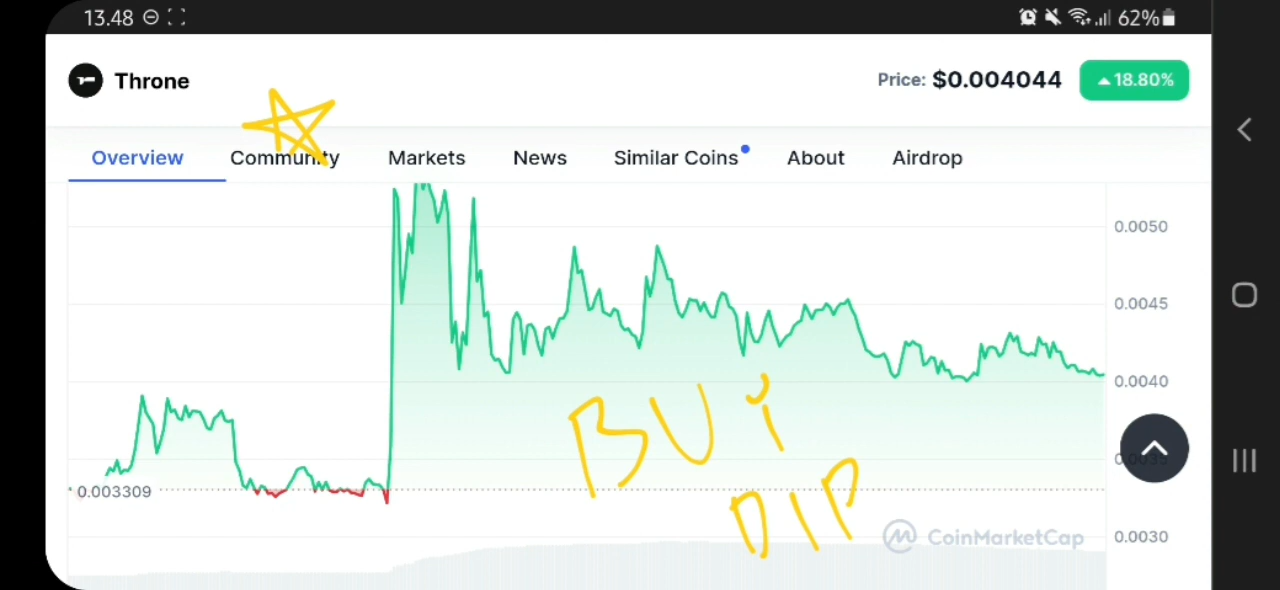 13.48 62%
Throne Price: $0.004044 18.80%
Overview Community Markets News Similar Coins About Airdrop
0.0050
0.0045
0.0040
0.003309
BUY
DIP
CoinMarketCap 0.0030